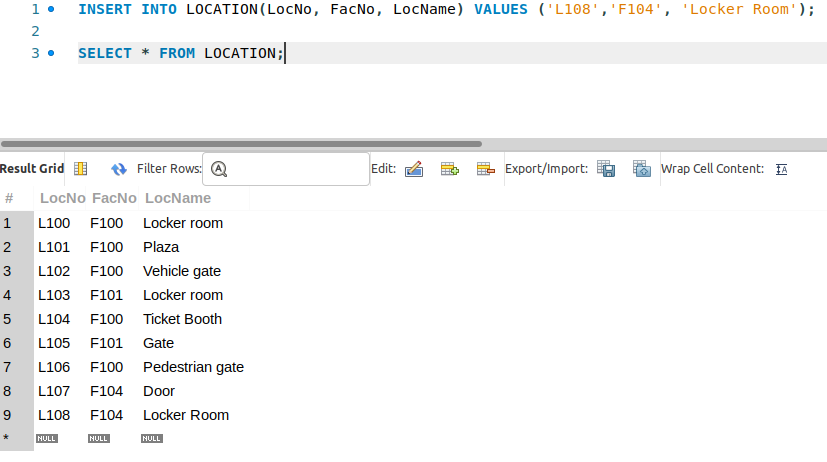 1 INSERT INTO LOCATION(LocNo, FacNo, LocName) VALUES ('L108','F104', 'Locker Room');
2
3 SELECT * FROM LOCATION;
Result Grid Filter Rows: A Edit: Export/Import: Wrap Cell Content: A
# LocNo FacNo LocName
1 L100 F100 Locker room
2 L101 F100 Plaza
3 L102 F100 Vehicle gate
4 L103 F101 Locker room
5 L104 F100 Ticket Booth
6 L105 F101 Gate
7 L106 F100 Pedestrian gate
8 L107 F104 Door
9 L108 F104 Locker Room
* NULL NULL NULL